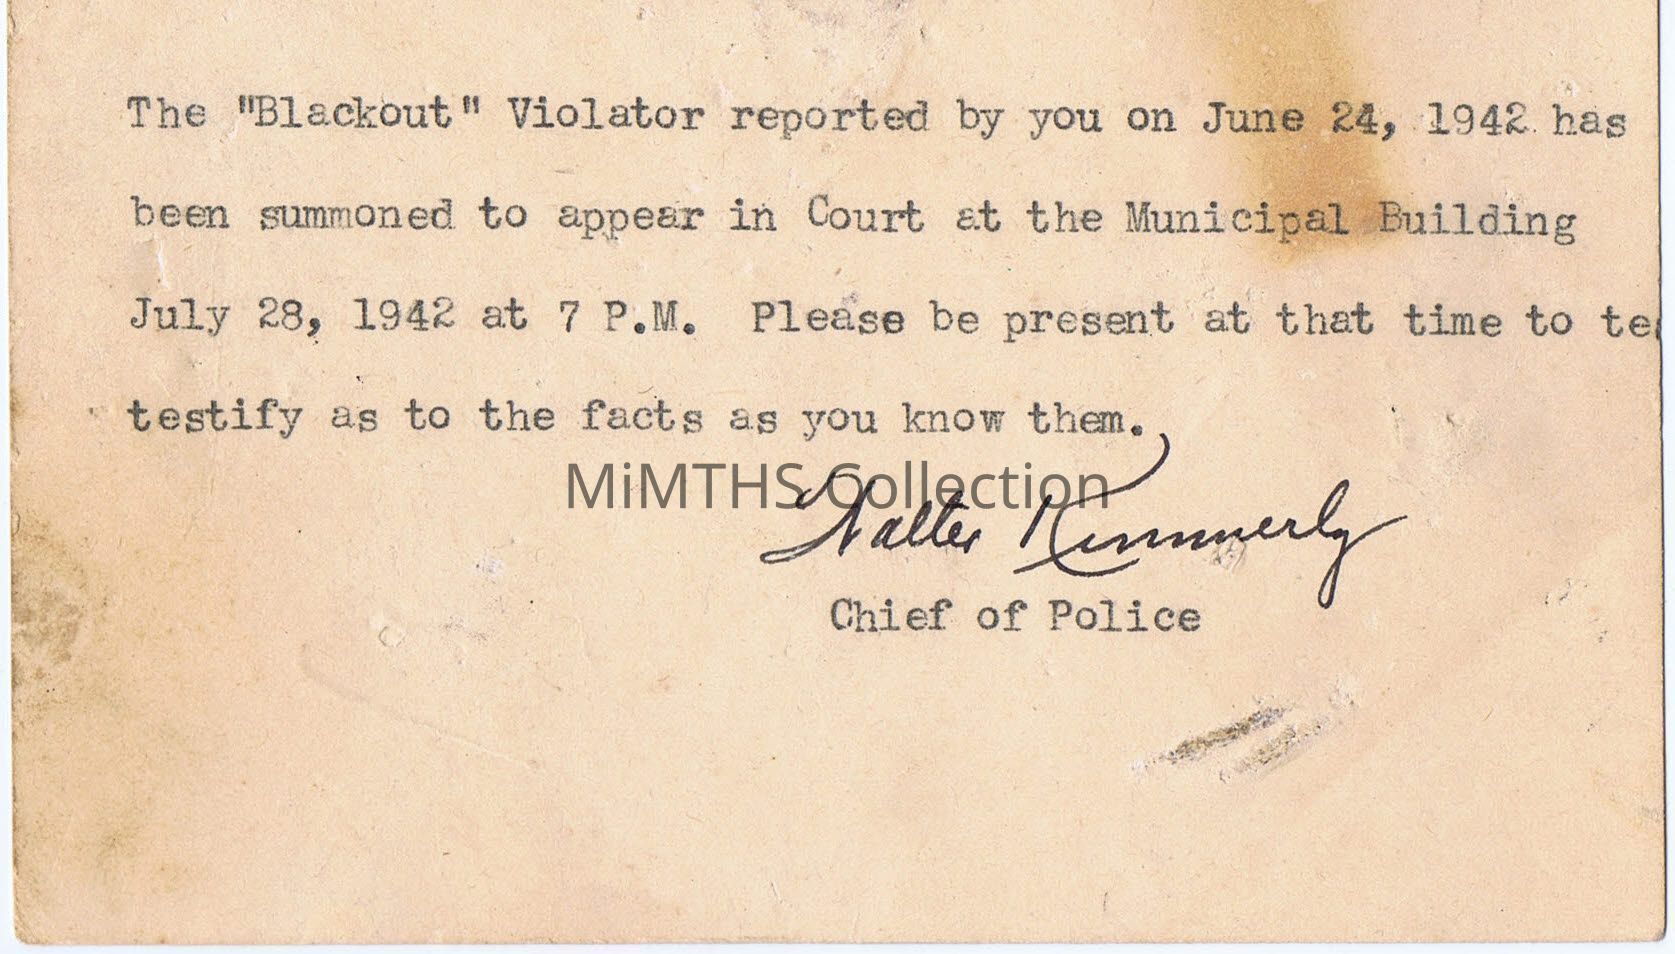 The "Blackout" Violator reported by you on June 24, 1942 has
been summoned to appear in Court at the Municipal Building
July 28, 1942 at 7 P.M. Please be present at that time to tes
testify as to the facts as you know them.
MiMTHS Collection
Walter Kimmerly
Chief of Police